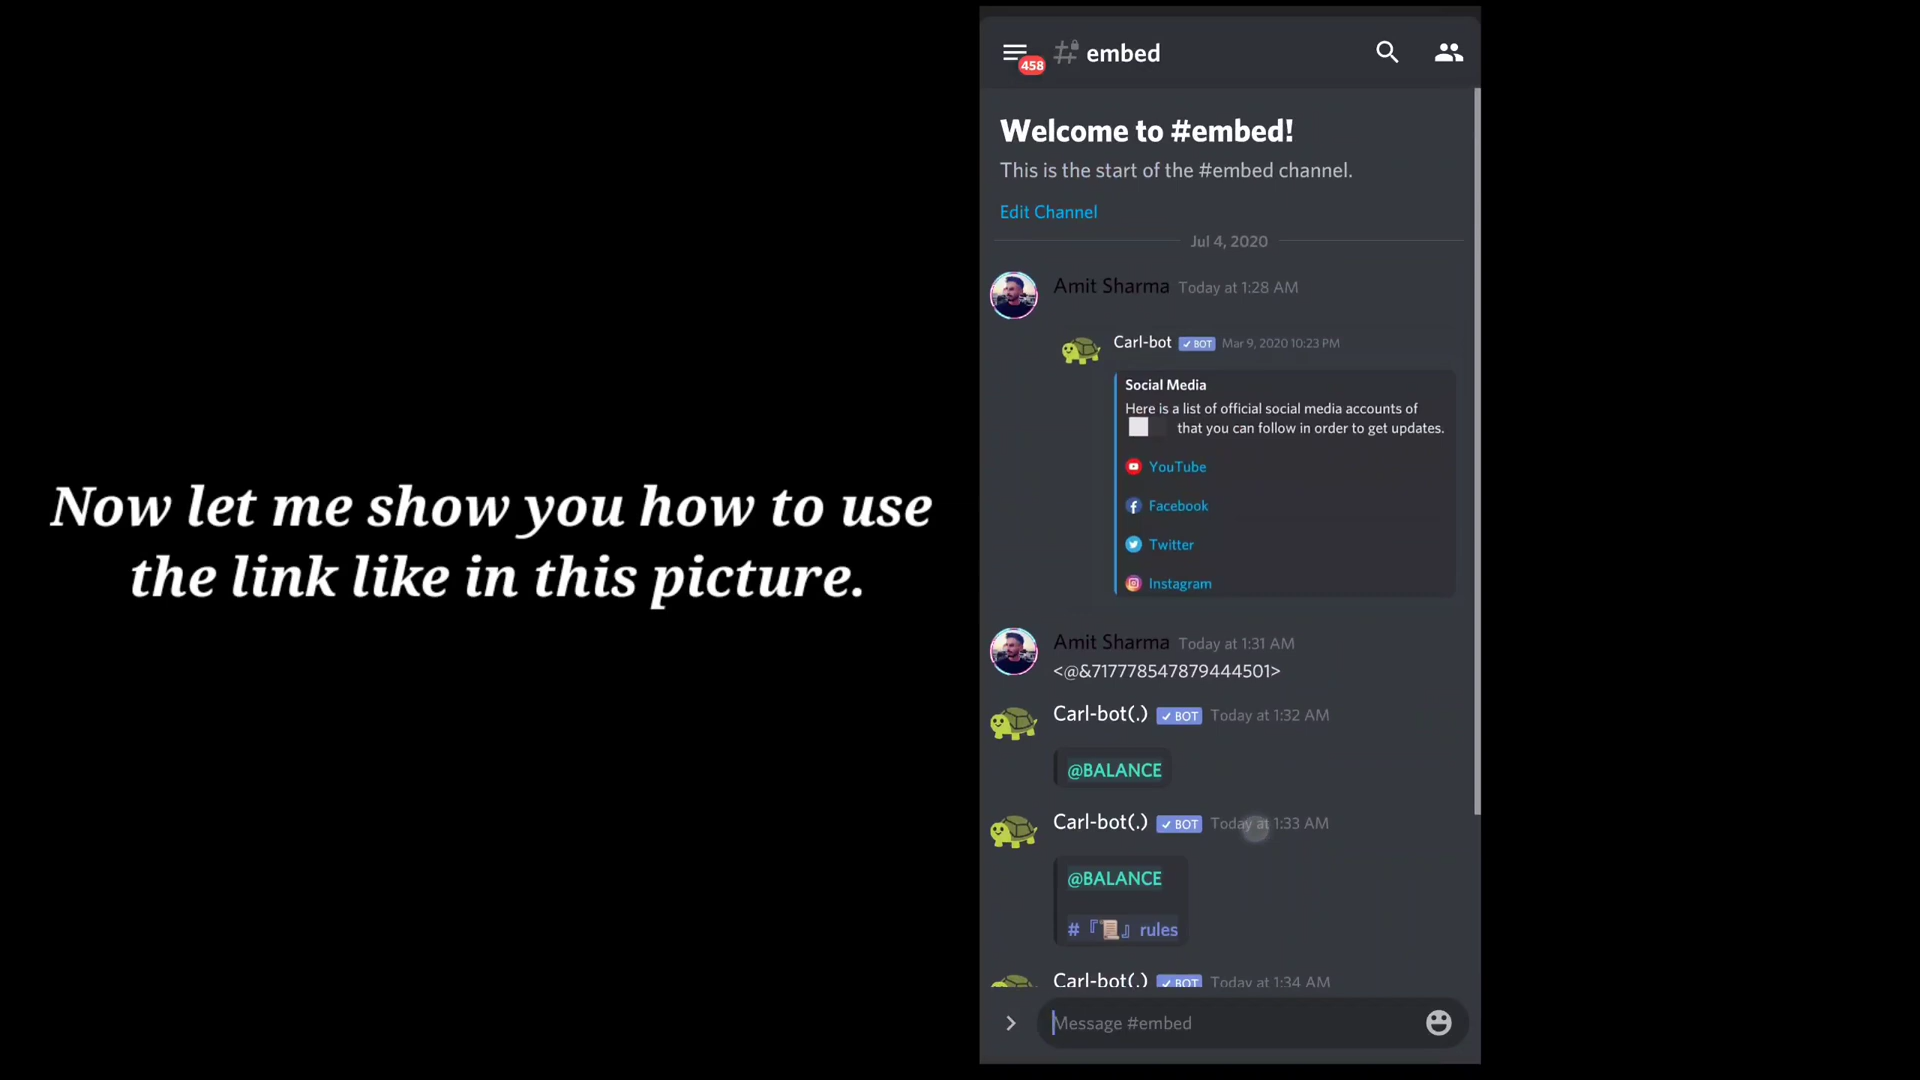 Now let me show you how to use
the link like in this picture.
458
# embed
Welcome to #embed!
This is the start of the #embed channel.
Edit Channel
Jul 4, 2020
Amit Sharma Today at 1:28 AM
Carl-bot ✓ BOT Mar 9, 2020 10:23 PM
Social Media
Here is a list of official social media accounts of
that you can follow in order to get updates.
YouTube
Facebook
Twitter
Instagram
Amit Sharma Today at 1:31 AM
<@&717778547879444501>
Carl-bot(.) ✓ BOT Today at 1:32 AM
@BALANCE
Carl-bot(.) ✓ BOT Today at 1:33 AM
@BALANCE
#『📜』rules
Carl-bot(.) ✓ BOT Today at 1:34 AM
Message #embed